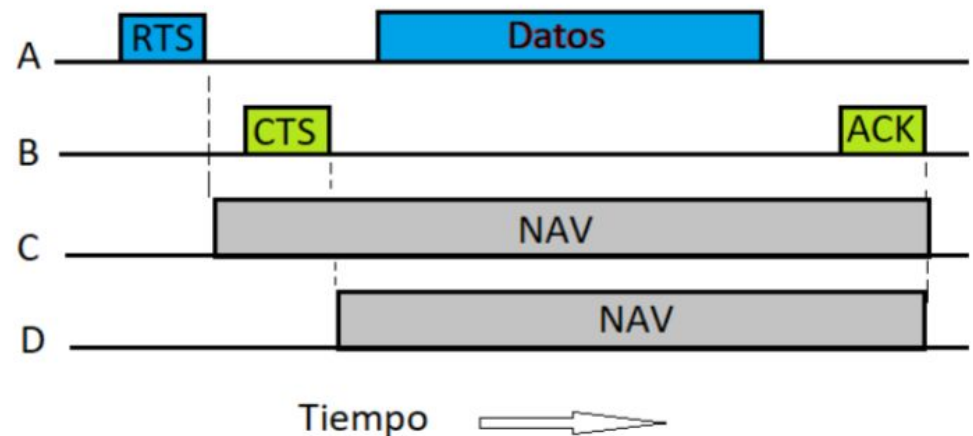 RTS
Datos
A
CTS
ACK
B
NAV
C
NAV
D
Tiempo